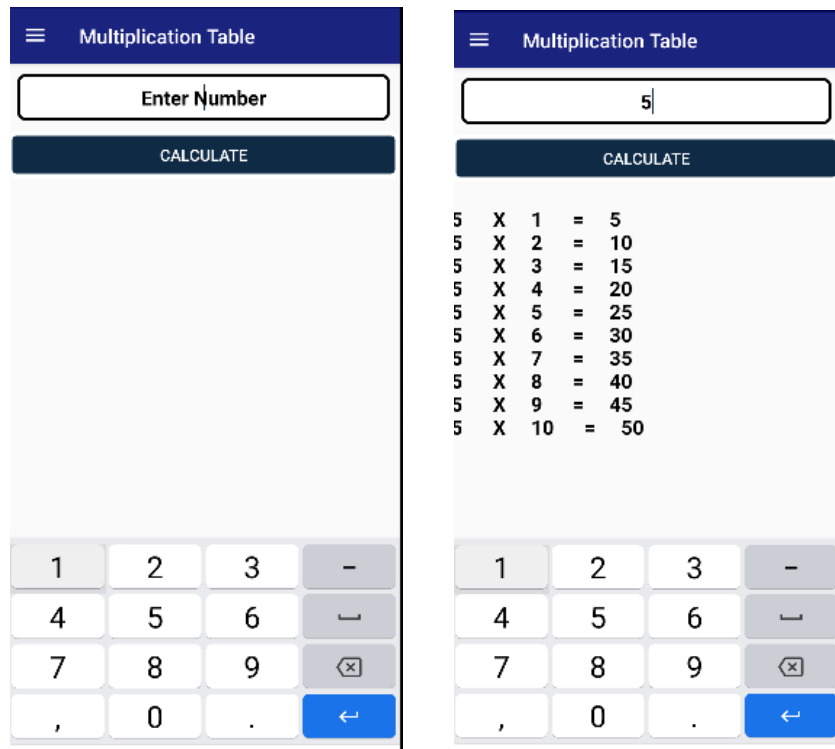 Multiplication Table
Enter Number
CALCULATE
1 2 3 -
4 5 6
7 8 9
, 0 .
Multiplication Table
5
CALCULATE
5 X 1 = 5
5 X 2 = 10
5 X 3 = 15
5 X 4 = 20
5 X 5 = 25
5 X 6 = 30
5 X 7 = 35
5 X 8 = 40
5 X 9 = 45
5 X 10 = 50
1 2 3 -
4 5 6
7 8 9
, 0 .